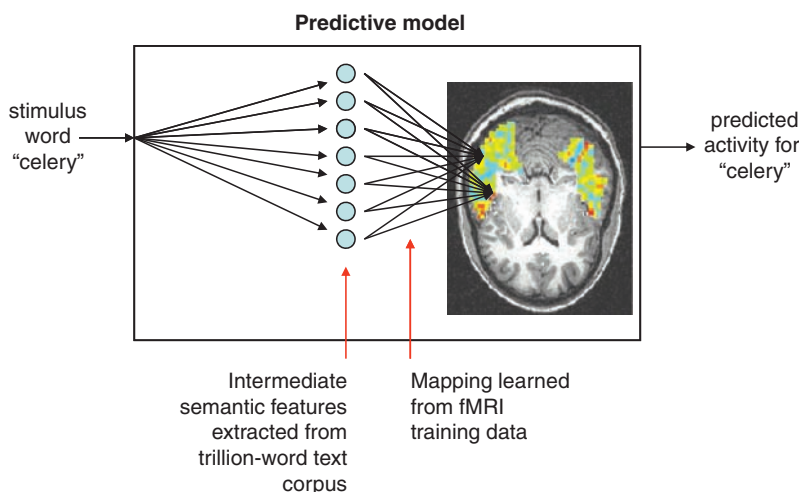 Predictive model
stimulus
word
“celery”
predicted
activity for
“celery”
Intermediate
semantic features
extracted from
trillion-word text
corpus
Mapping learned
from fMRI
training data